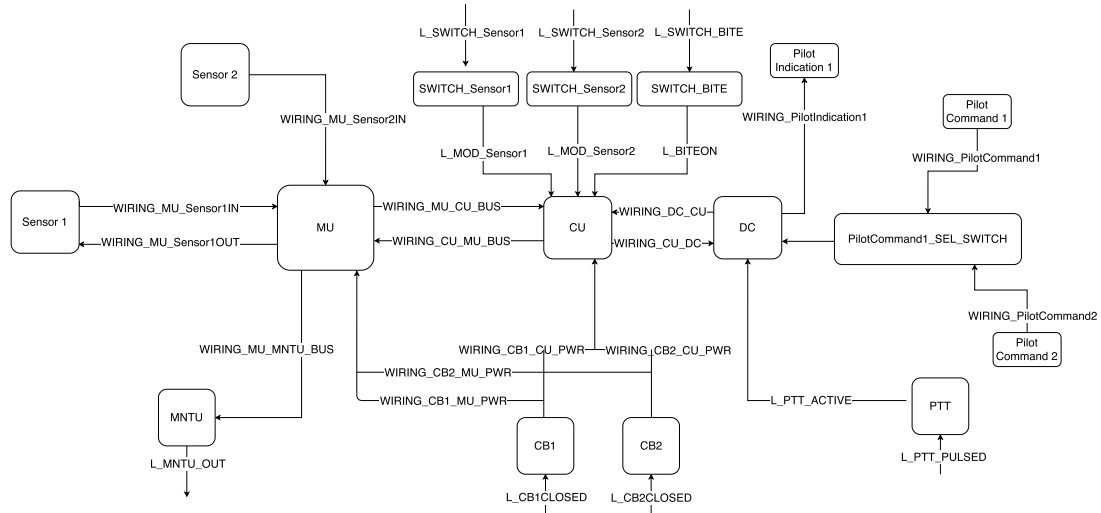 L_SWITCH_Sensor1
L_SWITCH_Sensor2
L_SWITCH_BITE
Sensor 2
SWITCH_Sensor1
SWITCH_Sensor2
SWITCH_BITE
Pilot
Indication 1
WIRING_MU_Sensor2IN
WIRING_PilotIndication1
Pilot
Command 1
L_MOD_Sensor1
L_MOD_Sensor2
L_BITEON
WIRING_PilotCommand1
Sensor 1
WIRING_MU_Sensor1IN
WIRING_MU_Sensor1OUT
MU
WIRING_MU_CU_BUS
WIRING_CU_MU_BUS
CU
WIRING_DC_CU
WIRING_CU_DC
DC
PilotCommand1_SEL_SWITCH
WIRING_PilotCommand2
Pilot
Command 2
WIRING_MU_MNTU_BUS
WIRING_CB1_CU_PWR
WIRING_CB2_CU_PWR
WIRING_CB2_MU_PWR
WIRING_CB1_MU_PWR
L_PTT_ACTIVE
PTT
MNTU
CB1
CB2
L_MNTU_OUT
L_PTT_PULSED
L_CB1CLOSED
L_CB2CLOSED